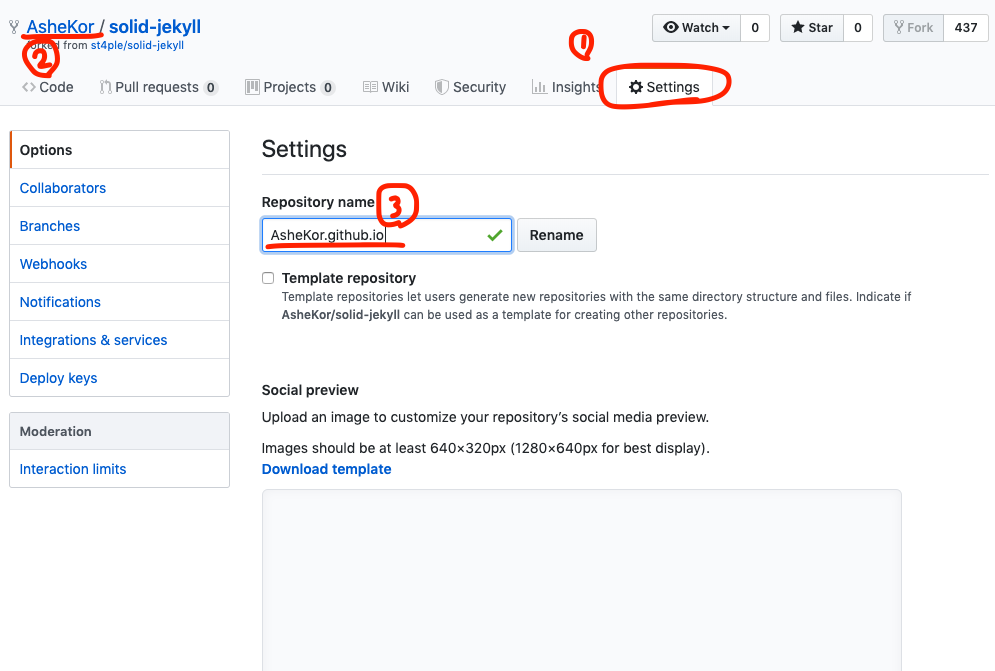 AsheKor / solid-jekyll
Watch 0 Star 0 Fork 437
forked from st4ple/solid-jekyll
1
2
Code Pull requests 0 Projects 0 Wiki Security Insights Settings
Options
Collaborators
Branches
Webhooks
Notifications
Integrations & services
Deploy keys
Moderation
Interaction limits
Settings
Repository name
3
AsheKor.github.io Rename
Template repository
Template repositories let users generate new repositories with the same directory structure and files. Indicate if
AsheKor/solid-jekyll can be used as a template for creating other repositories.
Social preview
Upload an image to customize your repository’s social media preview.
Images should be at least 640×320px (1280×640px for best display).
Download template